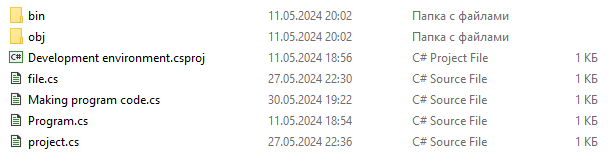 bin 11.05.2024 20:02 Папка с файлами
obj 11.05.2024 20:02 Папка с файлами
C# Development environment.csproj 11.05.2024 18:56 C# Project File 1 КБ
file.cs 27.05.2024 22:30 C# Source File 1 КБ
Making program code.cs 30.05.2024 19:22 C# Source File 1 КБ
Program.cs 11.05.2024 18:54 C# Source File 1 КБ
project.cs 27.05.2024 22:36 C# Source File 1 КБ